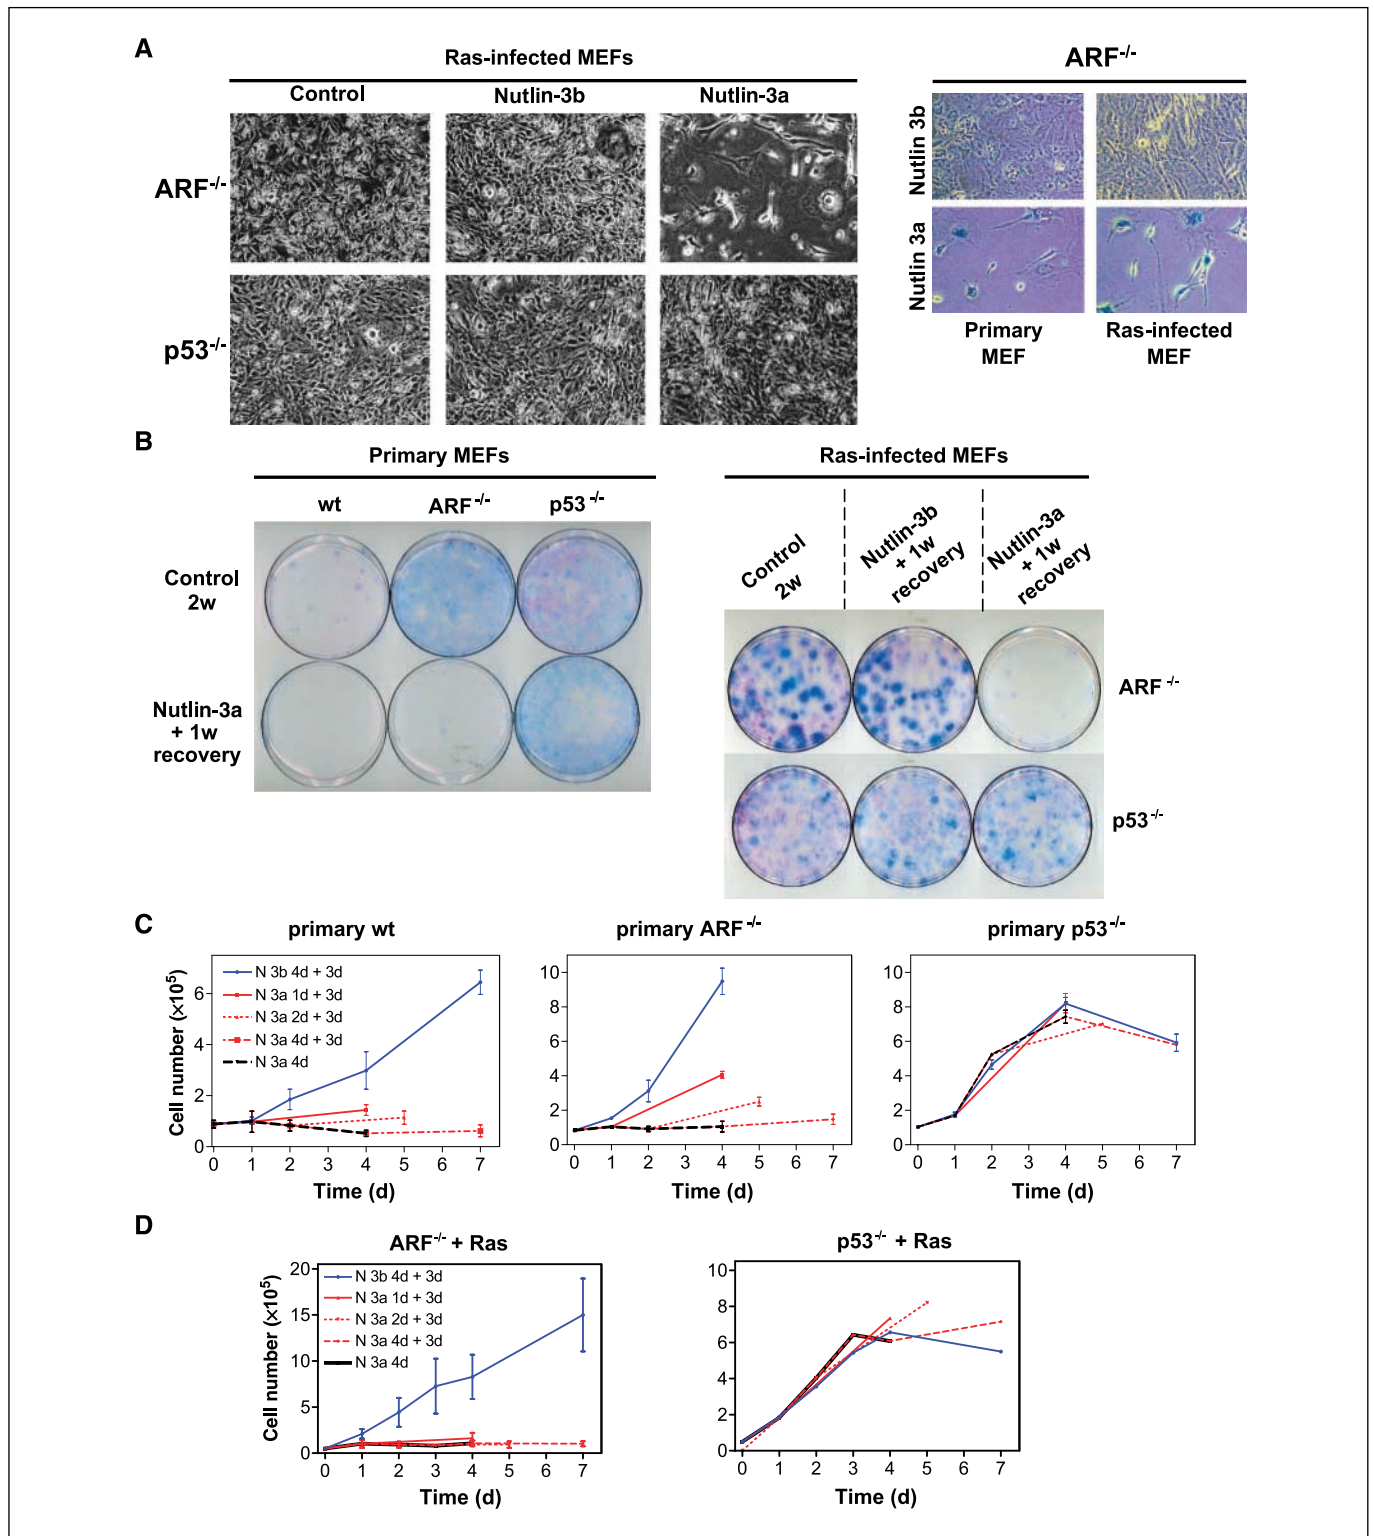 A
Ras-infected MEFs
Control
Nutlin-3b
Nutlin-3a
ARF-/-
p53-/-
ARF-/-
Nutlin 3b
Nutlin 3a
Primary
MEF
Ras-infected
MEF
B
Primary MEFs
wt
ARF-/-
p53-/-
Control
2w
Nutlin-3a
+ 1w
recovery
Ras-infected MEFs
Control
2w
Nutlin-3b
+ 1w
recovery
Nutlin-3a
+ 1w
recovery
ARF-/-
p53-/-
C
primary wt
Cell number (×10^5)
6
4
2
0
N 3b 4d + 3d
N 3a 1d + 3d
N 3a 2d + 3d
N 3a 4d + 3d
N 3a 4d
0 1 2 3 4 5 6 7
Time (d)
primary ARF-/-
10
8
6
4
2
0
0 1 2 3 4 5 6 7
Time (d)
primary p53-/-
10
8
6
4
2
0
0 1 2 3 4 5 6 7
Time (d)
D
ARF-/- + Ras
Cell number (×10^5)
20
15
10
5
0
N 3b 4d + 3d
N 3a 1d + 3d
N 3a 2d + 3d
N 3a 4d + 3d
N 3a 4d
0 1 2 3 4 5 6 7
Time (d)
p53-/- + Ras
10
8
6
4
2
0
0 1 2 3 4 5 6 7
Time (d)